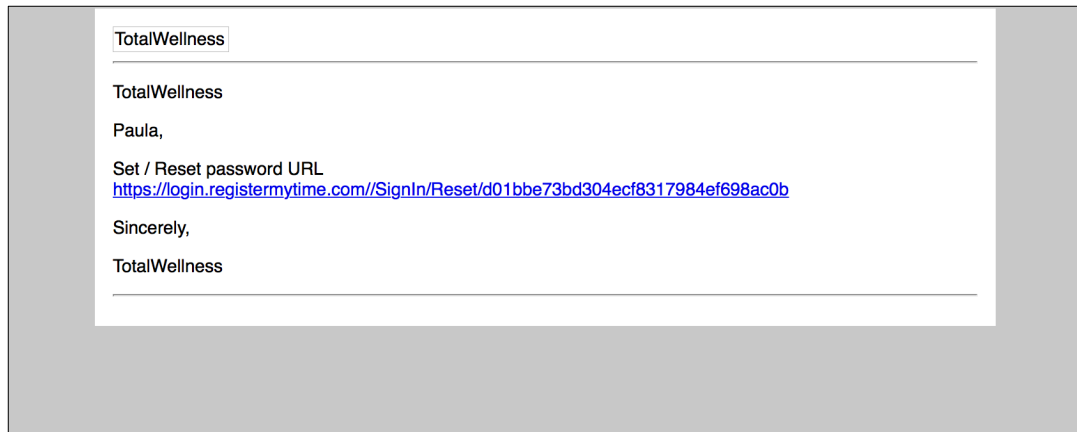 TotalWellness
TotalWellness
Paula,
Set / Reset password URL
https://login.registermytime.com//SignIn/Reset/d01bbe73bd304ecf8317984ef698ac0b
Sincerely,
TotalWellness